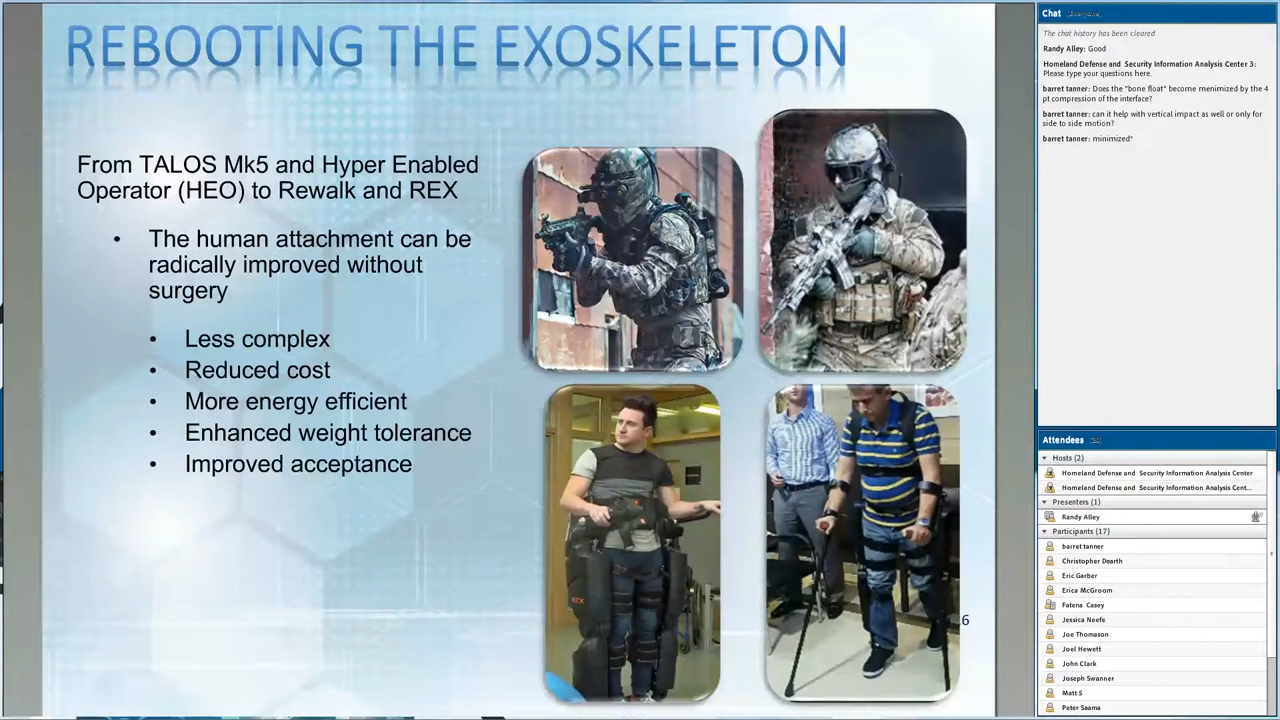 REBOOTING THE EXOSKELETON
From TALOS Mk5 and Hyper Enabled
Operator (HEO) to Rewalk and REX
• The human attachment can be
radically improved without
surgery
• Less complex
• Reduced cost
• More energy efficient
• Enhanced weight tolerance
• Improved acceptance
REX
6
Chat (Everyone)
The chat history has been cleared
Randy Alley: Good
Homeland Defense and Security Information Analysis Center 3:
Please type your questions here.
barret tanner: Does the "bone float" become menimized by the 4
pt compression of the interface?
barret tanner: can it help with vertical impact as well or only for
side to side motion?
barret tanner: minimized*
Attendees
Hosts (2)
Homeland Defense and Security Information Analysis Center
Homeland Defense and Security Information Analysis Cent...
Presenters (1)
Randy Alley
Participants (17)
barret tanner
Christopher Dearth
Eric Garber
Erica McGroom
Fatena Casey
Jessica Neefe
Joe Thomason
Joel Hewett
John Clark
Joseph Swanner
Matt S
Peter Saama